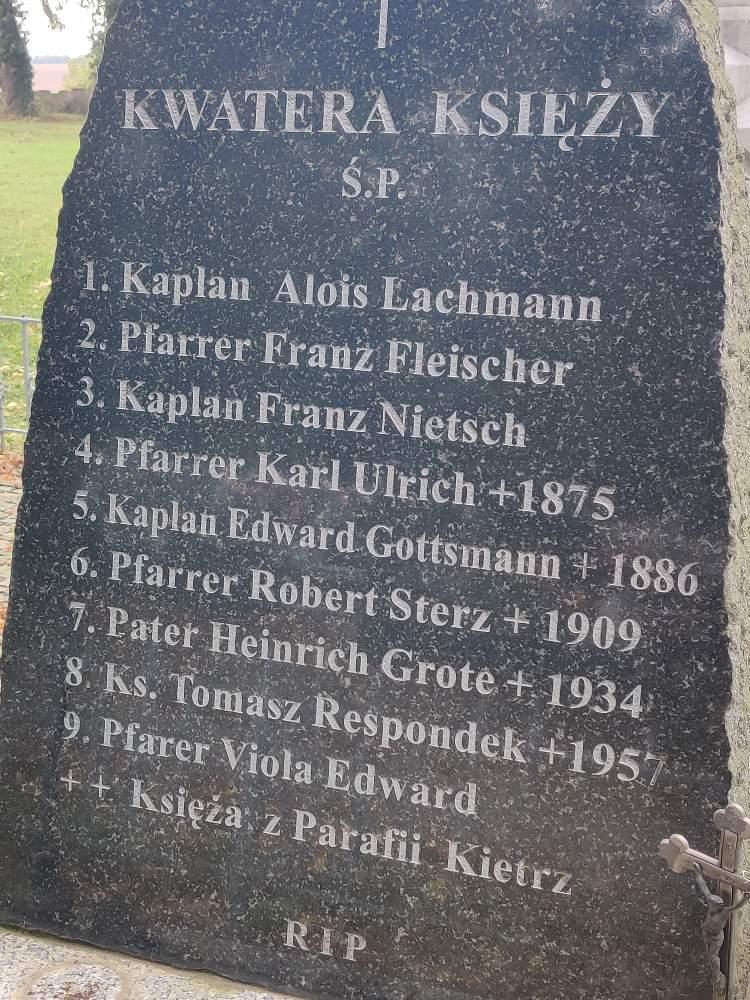 KWATERA KSIĘŻY
Ś.P.
1. Kaplan Alois Lachmann
2. Pfarrer Franz Fleischer
3. Kaplan Franz Nietsch
4. Pfarrer Karl Ulrich +1875
5. Kaplan Edward Gottsmann + 1886
6. Pfarrer Robert Sterz + 1909
7. Pater Heinrich Grote + 1934
8. Ks. Tomasz Respondek +1957
9. Pfarer Viola Edward
++ Księża z Parafii Kietrz
RIP